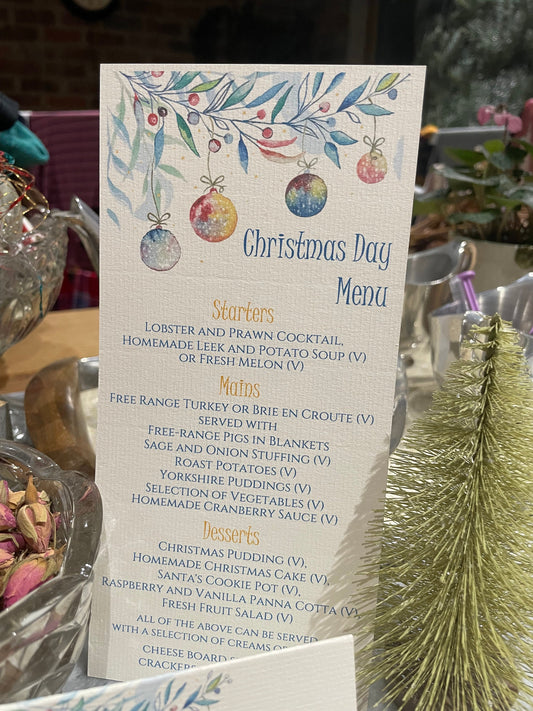 Christmas Day
Menu
Starters
Lobster and Prawn Cocktail,
Homemade Leek and Potato Soup (V)
or Fresh Melon (V)
Mains
Free Range Turkey or Brie en Croute (V)
served with
Free-range Pigs in Blankets
Sage and Onion Stuffing (V)
Roast Potatoes (V)
Yorkshire Puddings (V)
Selection of Vegetables (V)
Homemade Cranberry Sauce (V)
Desserts
Christmas Pudding (V),
Homemade Christmas Cake (V),
Santa's Cookie Pot (V),
Raspberry and Vanilla Panna Cotta (V)
Fresh Fruit Salad (V)
all of the above can be served
with a selection of creams
Cheese Board
Crackers